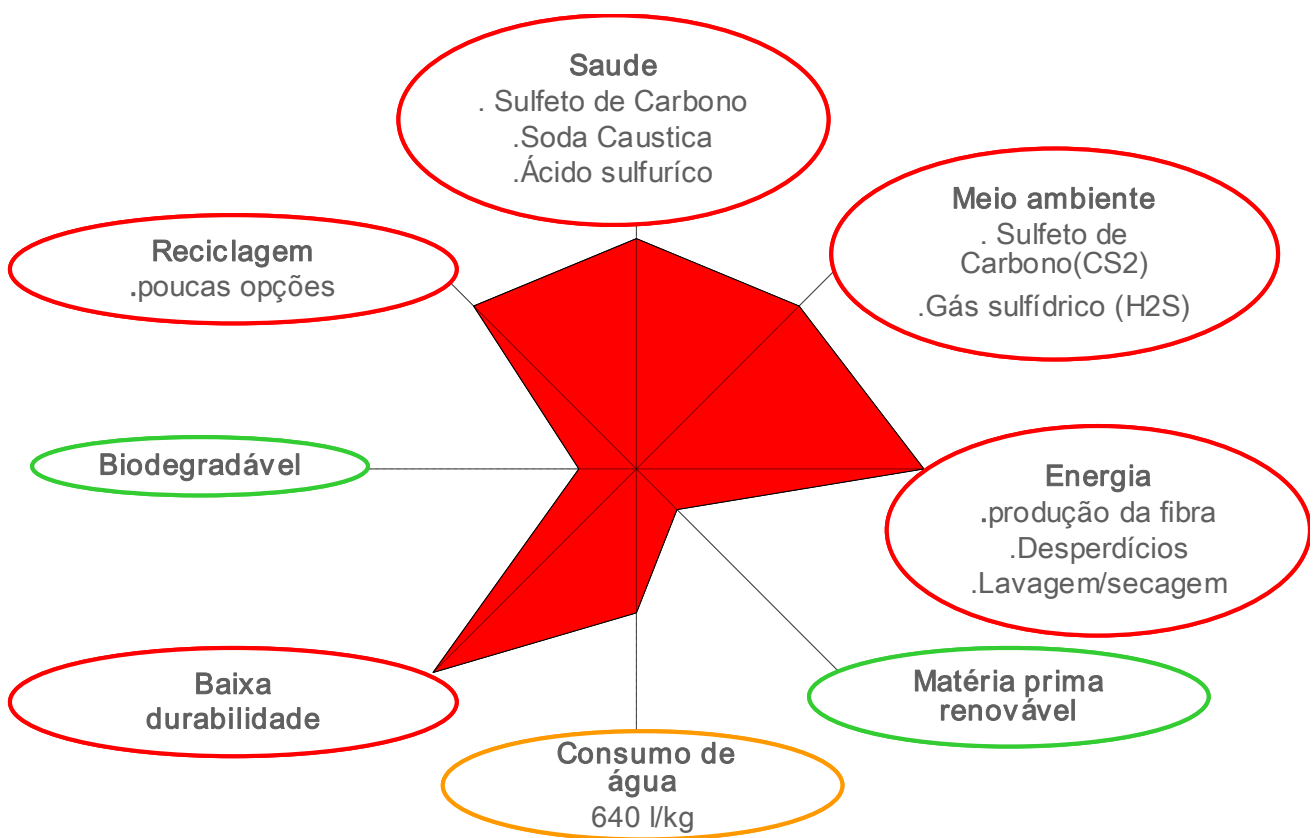 Saude
. Sulfeto de Carbono
.Soda Caustica
.Ácido sulfuríco
Meio ambiente
. Sulfeto de
Carbono(CS2)
.Gás sulfídrico (H2S)
Reciclagem
.poucas opções
Biodegradável
Energia
.produção da fibra
.Desperdícios
.Lavagem/secagem
Baixa
durabilidade
Matéria prima
renovável
Consumo de
água
640 l/kg